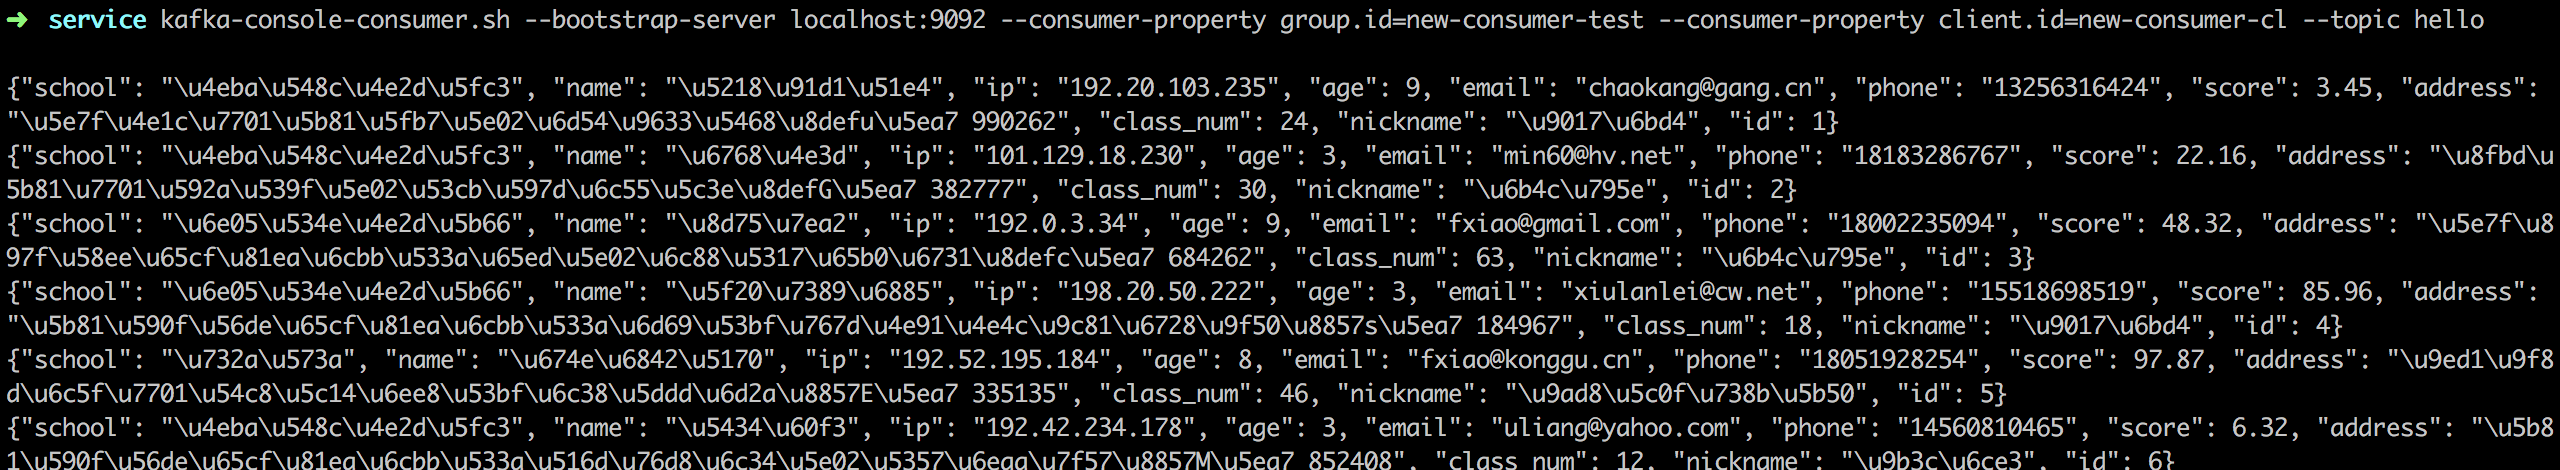 ➜  service kafka-console-consumer.sh --bootstrap-server localhost:9092 --consumer-property group.id=new-consumer-test --consumer-property client.id=new-consumer-cl --topic hello
{"school": "\u4eba\u548c\u4e2d\u5fc3", "name": "\u5218\u91d1\u51e4", "ip": "192.20.103.235", "age": 9, "email": "chaokang@gang.cn", "phone": "13256316424", "score": 3.45, "address":
"\u5e7f\u4e1c\u7701\u5b81\u5fb7\u5e02\u6d54\u9633\u5468\u8defu\u5ea7 990262", "class_num": 24, "nickname": "\u9017\u6bd4", "id": 1}
{"school": "\u4eba\u548c\u4e2d\u5fc3", "name": "\u6768\u4e3d", "ip": "101.129.18.230", "age": 3, "email": "min60@hv.net", "phone": "18183286767", "score": 22.16, "address": "\u8fbd\u
5b81\u7701\u592a\u539f\u5e02\u53cb\u597d\u6c55\u5c3e\u8defG\u5ea7 382777", "class_num": 30, "nickname": "\u6b4c\u795e", "id": 2}
{"school": "\u6e05\u534e\u4e2d\u5b66", "name": "\u8d75\u7ea2", "ip": "192.0.3.34", "age": 9, "email": "fxiao@gmail.com", "phone": "18002235094", "score": 48.32, "address": "\u5e7f\u8
97f\u58ee\u65cf\u81ea\u6cbb\u533a\u65ed\u5e02\u6c88\u5317\u65b0\u6731\u8defc\u5ea7 684262", "class_num": 63, "nickname": "\u6b4c\u795e", "id": 3}
{"school": "\u6e05\u534e\u4e2d\u5b66", "name": "\u5f20\u7389\u6885", "ip": "198.20.50.222", "age": 3, "email": "xiulanlei@cw.net", "phone": "15518698519", "score": 85.96, "address":
"\u5b81\u590f\u56de\u65cf\u81ea\u6cbb\u533a\u6d69\u53bf\u767d\u4e91\u4e4c\u9c81\u6728\u9f50\u8857s\u5ea7 184967", "class_num": 18, "nickname": "\u9017\u6bd4", "id": 4}
{"school": "\u732a\u573a", "name": "\u674e\u6842\u5170", "ip": "192.52.195.184", "age": 8, "email": "fxiao@konggu.cn", "phone": "18051928254", "score": 97.87, "address": "\u9ed1\u9f8
d\u6c5f\u7701\u54c8\u5c14\u6ee8\u53bf\u6c38\u5ddd\u6d2a\u8857E\u5ea7 335135", "class_num": 46, "nickname": "\u9ad8\u5c0f\u738b\u5b50", "id": 5}
{"school": "\u4eba\u548c\u4e2d\u5fc3", "name": "\u5434\u60f3", "ip": "192.42.234.178", "age": 3, "email": "uliang@yahoo.com", "phone": "14560810465", "score": 6.32, "address": "\u5b8
1\u590f\u56de\u65cf\u81ea\u6cbb\u533a\u516d\u76d8\u6c34\u5e02\u5357\u6eaa\u7f57\u8857M\u5ea7 852408", "class_num": 12, "nickname": "\u9b3c\u6ce3", "id": 6}